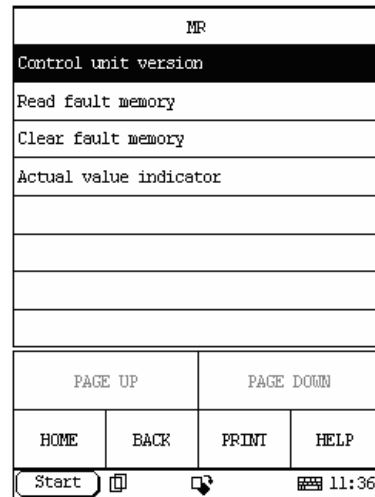 MR
Control unit version
Read fault memory
Clear fault memory
Actual value indicator
PAGE UP PAGE DOWN
HOME BACK PRINT HELP
Start 11:36